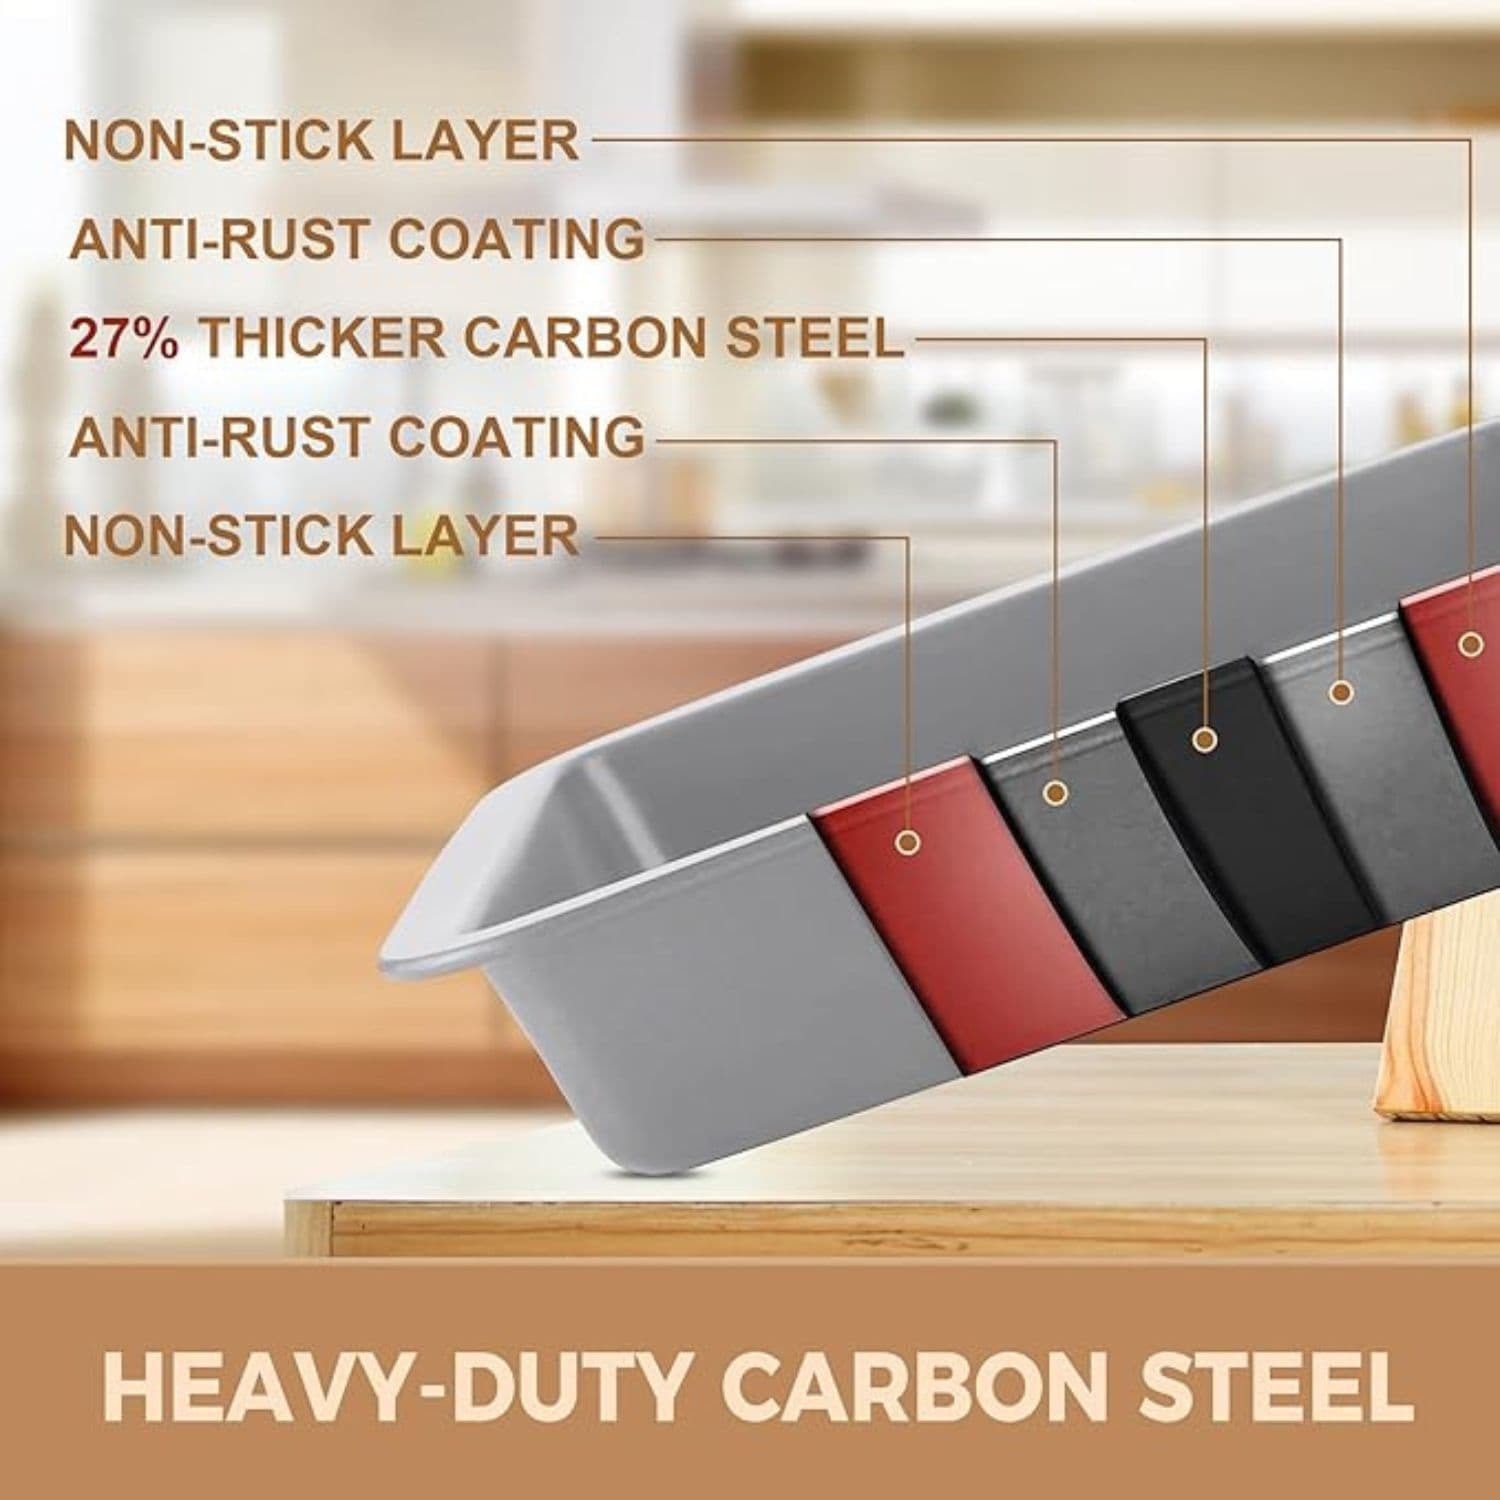 NON-STICK LAYER
ANTI-RUST COATING
27% THICKER CARBON STEEL
ANTI-RUST COATING
NON-STICK LAYER
HEAVY-DUTY CARBON STEEL